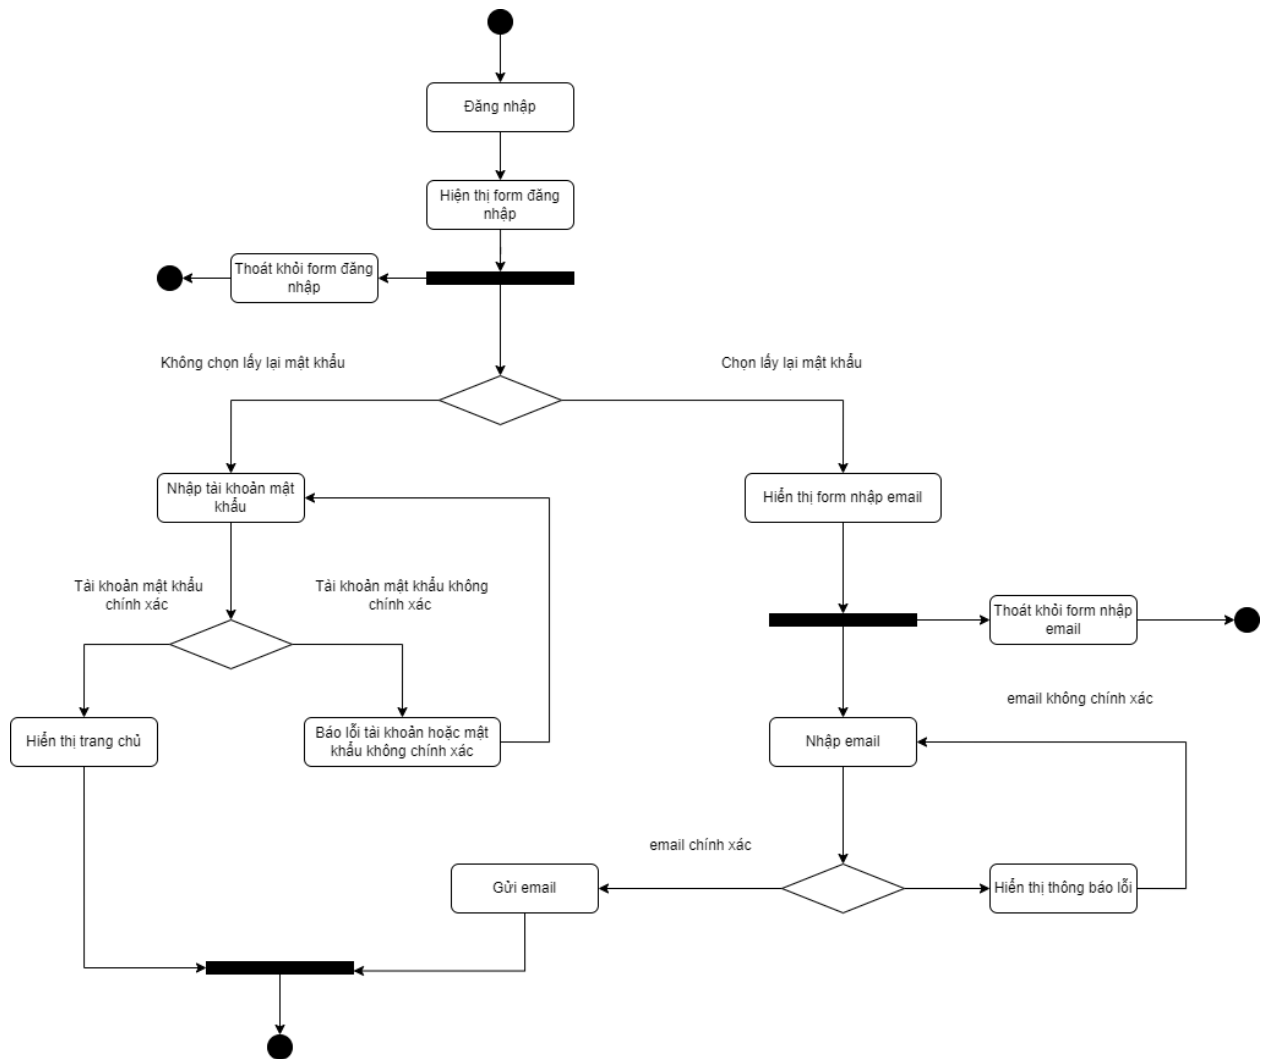 Đăng nhập
Hiện thị form đăng
nhập
Thoát khỏi form đăng
nhập
Không chọn lấy lại mật khẩu
Chọn lấy lại mật khẩu
Nhập tài khoản mật
khẩu
Hiển thị form nhập email
Tài khoản mật khẩu
chính xác
Tài khoản mật khẩu không
chính xác
Thoát khỏi form nhập
email
email không chính xác
Hiển thị trang chủ
Báo lỗi tài khoản hoặc mật
khẩu không chính xác
Nhập email
email chính xác
Gửi email
Hiển thị thông báo lỗi